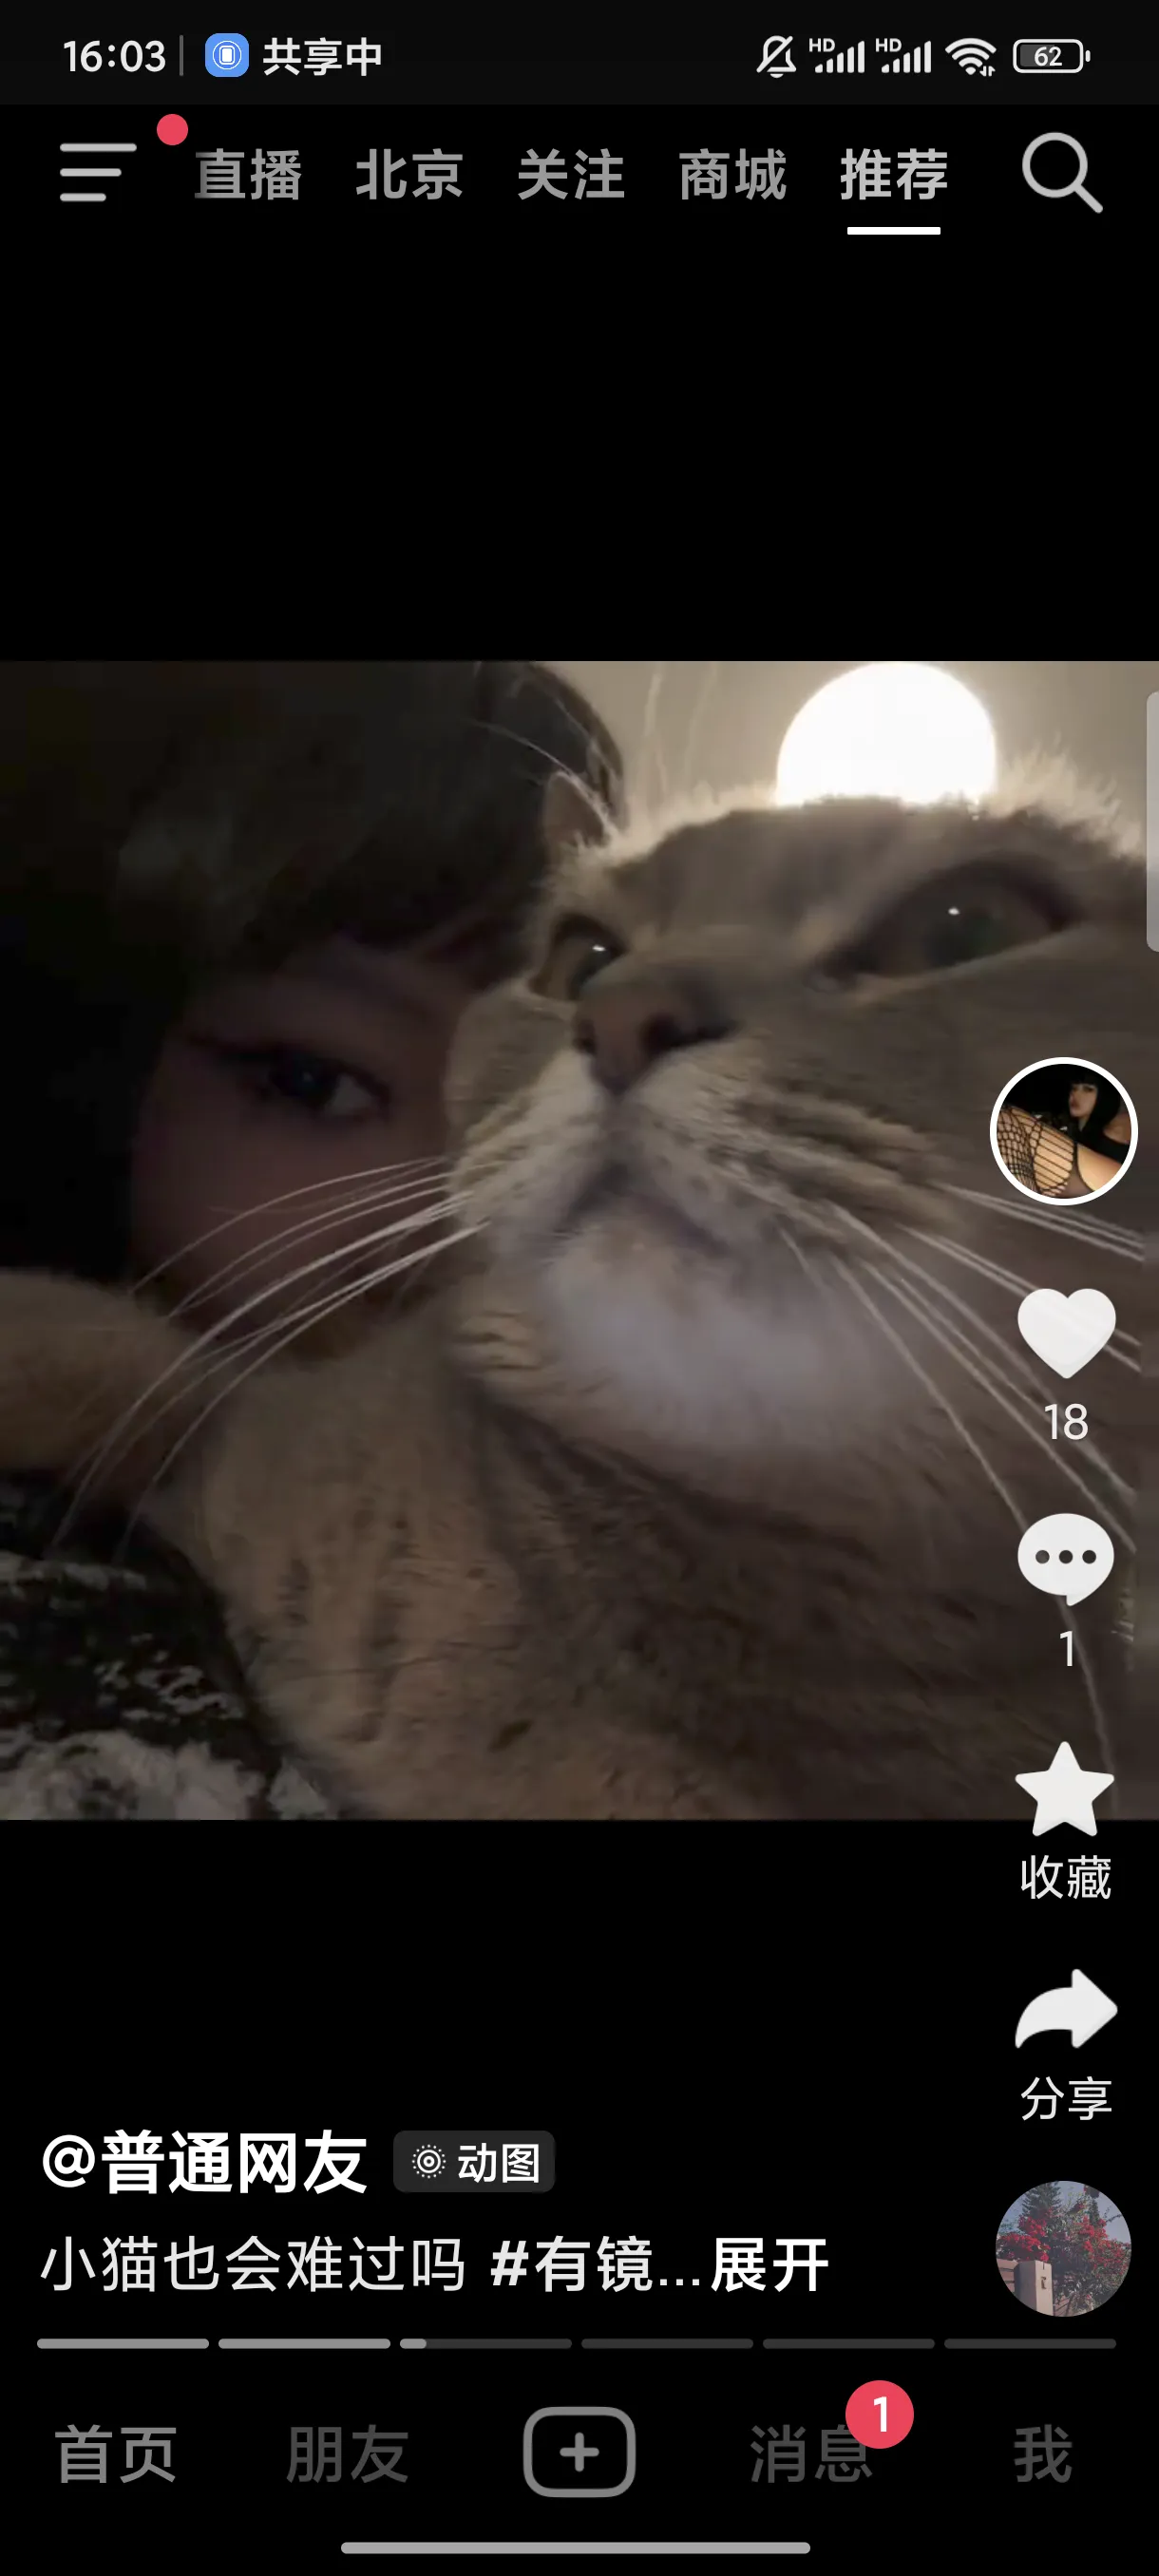 16:03 共享中 HD HD 62
直播 北京 关注 商城 推荐
18
1
收藏
分享
@普通网友 动图
小猫也会难过吗 #有镜...展开
首页 朋友 消息 1 我